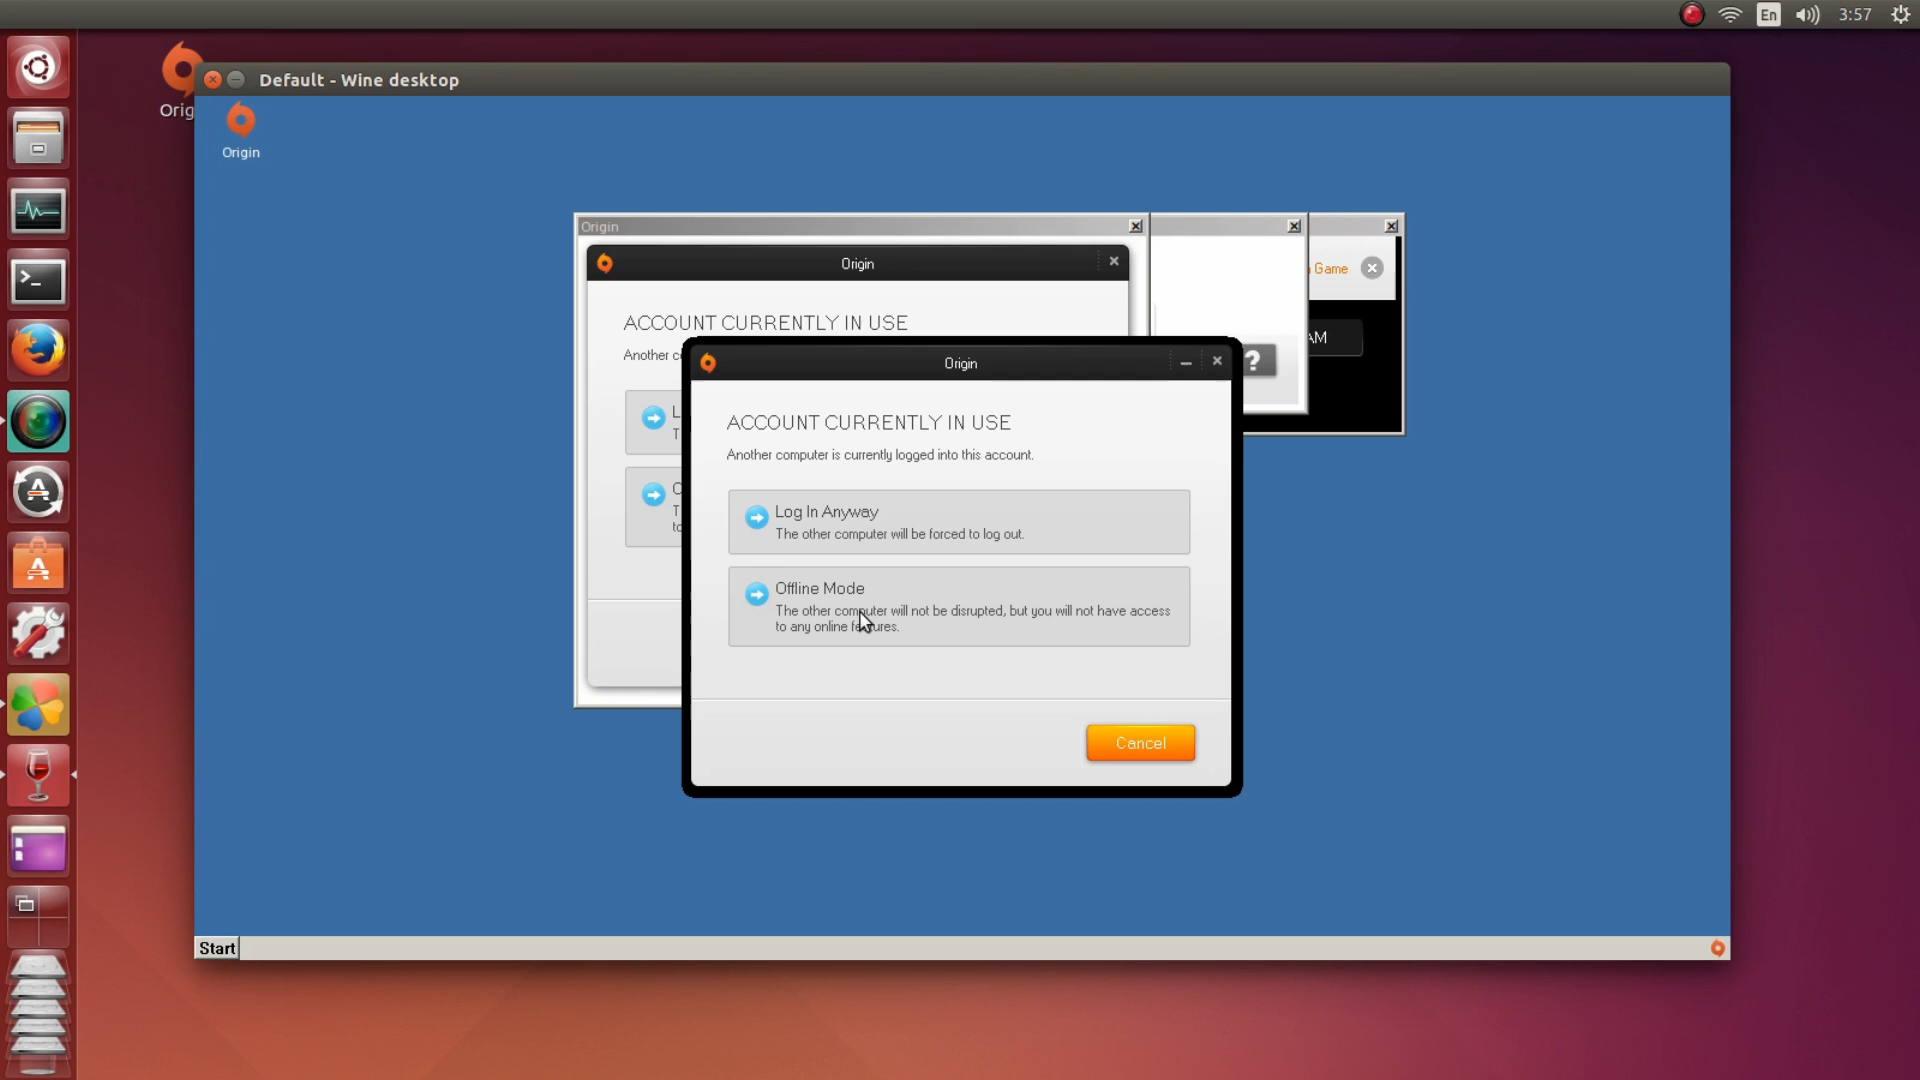 En
3:57
Orig
Default - Wine desktop
Origin
Origin
Origin
ACCOUNT CURRENTLY IN USE
Another c
Game
AM
?
Origin
ACCOUNT CURRENTLY IN USE
Another computer is currently logged into this account.
Log In Anyway
The other computer will be forced to log out.
Offline Mode
The other computer will not be disrupted, but you will not have access
to any online features.
Cancel
L
T
O
T
to
Start